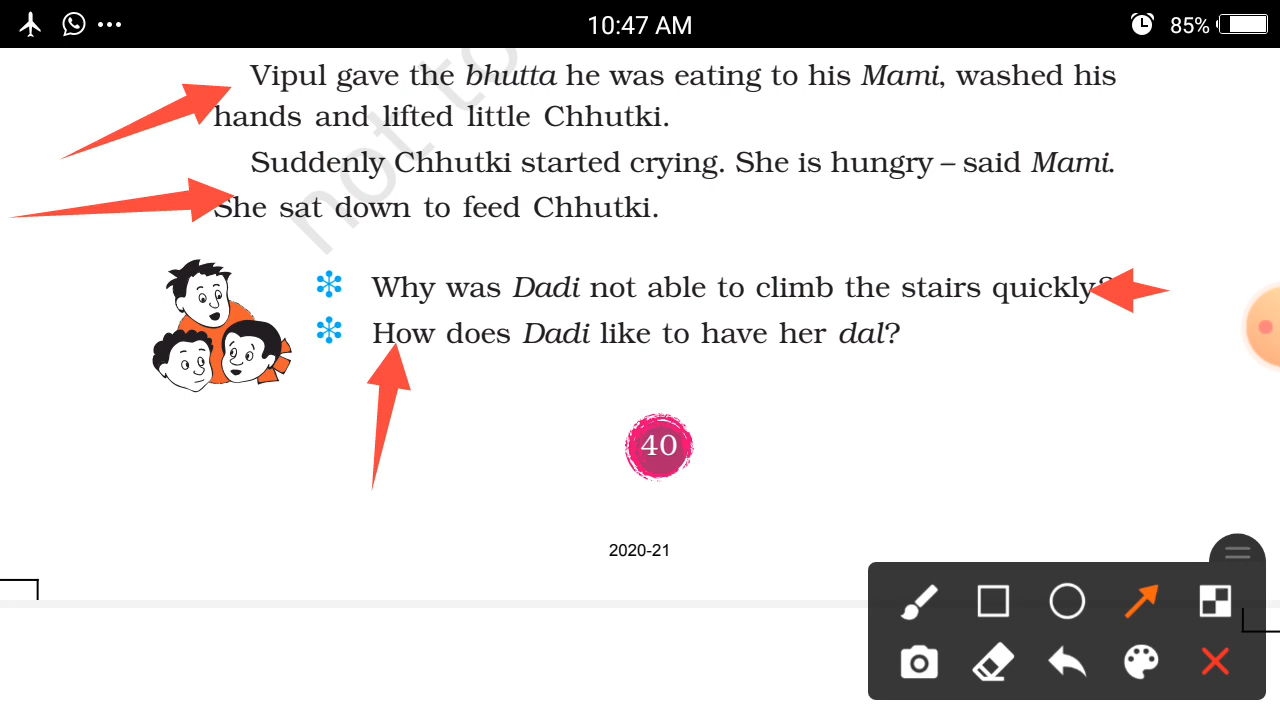 10:47 AM
85%
Vipul gave the bhutta he was eating to his Mami, washed his
hands and lifted little Chhutki.
Suddenly Chhutki started crying. She is hungry – said Mami.
She sat down to feed Chhutki.
not to
Why was Dadi not able to climb the stairs quickly?
How does Dadi like to have her dal?
40
2020-21